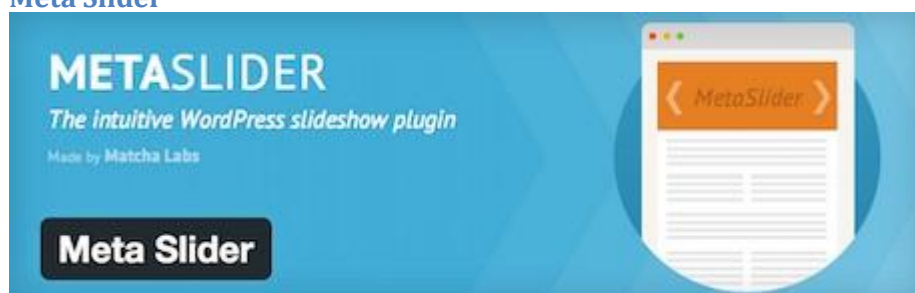 Meta Slider
METASLIDER
The intuitive WordPress slideshow plugin
Made by Matcha Labs
❮ MetaSlider ❯
Meta Slider